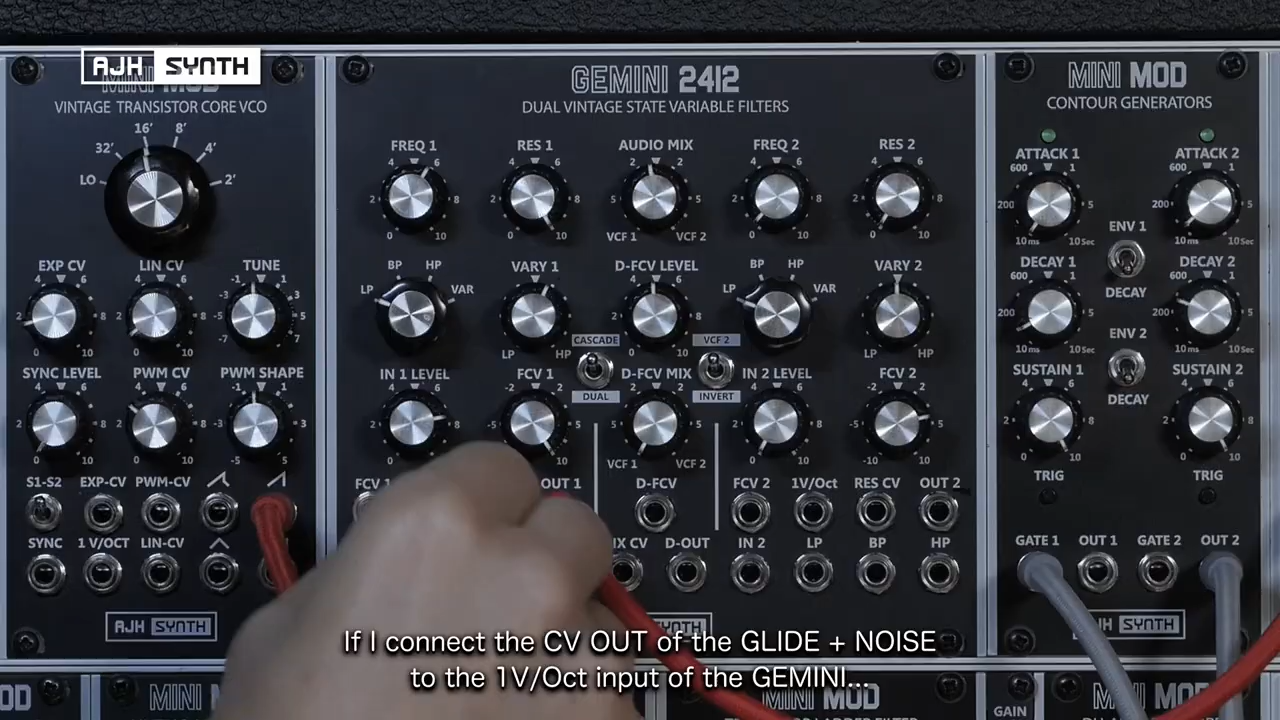 AJH SYNTH
MINI MOD
VINTAGE TRANSISTOR CORE VCO
LO 32' 16' 8' 4' 2'
EXP CV LIN CV TUNE
SYNC LEVEL PWM CV PWM SHAPE
S1-S2 EXP-CV PWM-CV
SYNC 1 V/OCT LIN-CV
AJH SYNTH
GEMINI 2412
DUAL VINTAGE STATE VARIABLE FILTERS
FREQ 1 RES 1 AUDIO MIX FREQ 2 RES 2
VCF 1 VCF 2
LP BP HP VAR VARY 1 D-FCV LEVEL LP BP HP VAR VARY 2
LP HP
CASCADE VCF 2
DUAL INVERT
IN 1 LEVEL FCV 1 D-FCV MIX IN 2 LEVEL FCV 2
VCF 1 VCF 2
OUT 1 D-FCV FCV 2 1V/Oct RES CV OUT 2
D-OUT IN 2 LP BP HP
MINI MOD
CONTOUR GENERATORS
ATTACK 1 ATTACK 2
ENV 1
DECAY
DECAY 1 DECAY 2
ENV 2
DECAY
SUSTAIN 1 SUSTAIN 2
TRIG TRIG
GATE 1 OUT 1 GATE 2 OUT 2
SYNTH
If I connect the CV OUT of the GLIDE + NOISE
to the 1V/Oct input of the GEMINI...
MINI MOD
GAIN